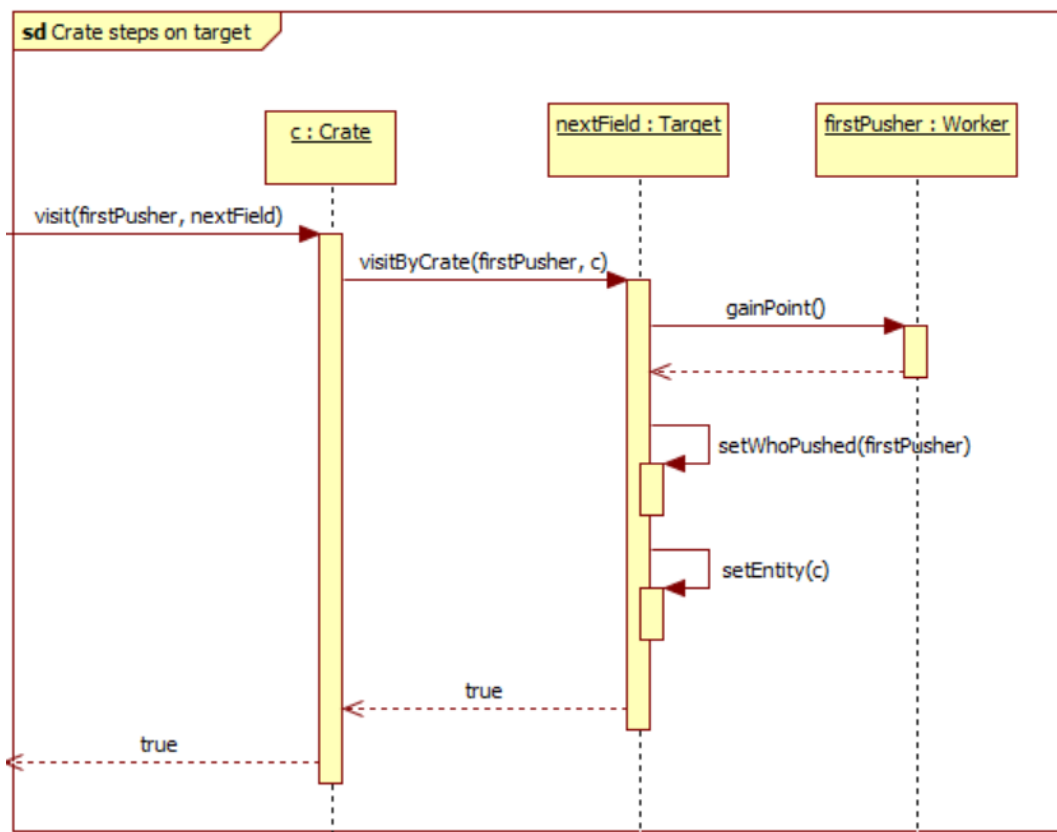 sd Crate steps on target
c : Crate
nextField : Target
firstPusher : Worker
visit(firstPusher, nextField)
visitByCrate(firstPusher, c)
gainPoint()
setWhoPushed(firstPusher)
setEntity(c)
true
true